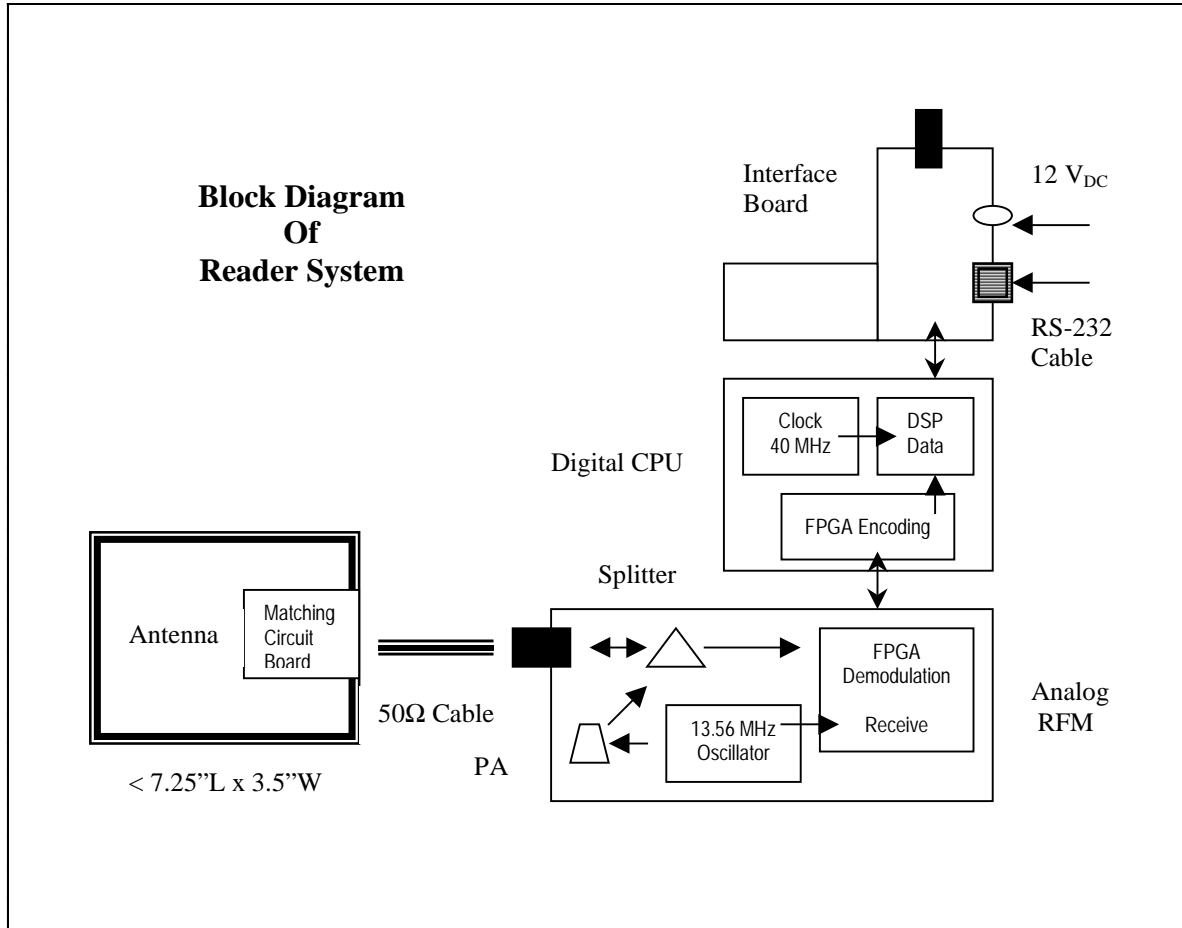 Block Diagram
Of
Reader System
Interface
Board
12 V_DC
RS-232
Cable
Clock
40 MHz
DSP
Data
Digital CPU
FPGA Encoding
Splitter
Antenna
Matching
Circuit
Board
50Ω Cable
< 7.25”L x 3.5”W
PA
13.56 MHz
Oscillator
FPGA
Demodulation
Receive
Analog
RFM